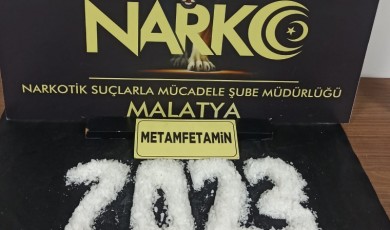 NARKO
NARKOTİK SUÇLARLA MÜCADELE ŞUBE MÜDÜRLÜĞÜ
MALATYA
METAMFETAMİN
2023